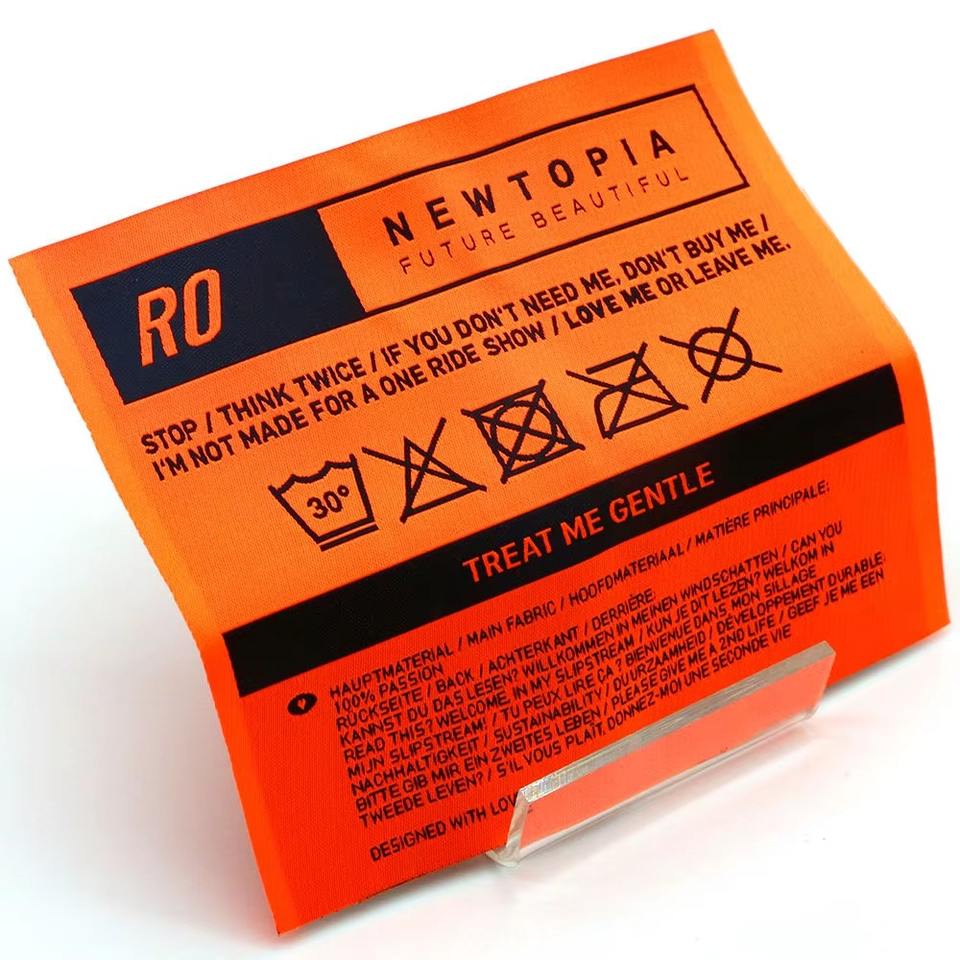 RO
NEWTOPIA
FUTURE BEAUTIFUL
STOP / THINK TWICE / IF YOU DON'T NEED ME, DON'T BUY ME /
I'M NOT MADE FOR A ONE RIDE SHOW / LOVE ME OR LEAVE ME.
30°
TREAT ME GENTLE
HAUPTMATERIAL / MAIN FABRIC / HOOFDMATERIAAL / MATIÈRE PRINCIPALE:
100% PASSION
RÜCKSEITE / BACK / ACHTERKANT / DERRIÈRE
KANNST DU DAS LESEN? WILLKOMMEN IN MEINEN WINDSCHATTEN / CAN YOU
READ THIS? WELCOME IN MY SLIPSTREAM / KUN JE DIT LEZEN? WELKOM IN
MIJN SLIPSTREAM! / TU PEUX LIRE CA? BIENVENUE DANS MON SILLAGE
NACHHALTIGKEIT / SUSTAINABILITY / DUURZAAMHEID / DÉVELOPPEMENT DURABLE:
BITTE GIB MIR EIN ZWEITES LEBEN / PLEASE GIVE ME A 2ND LIFE / GEEF JE ME EEN
TWEEDE LEVEN? / S'IL VOUS PLAÎT, DONNEZ-MOI UNE SECONDE VIE
DESIGNED WITH